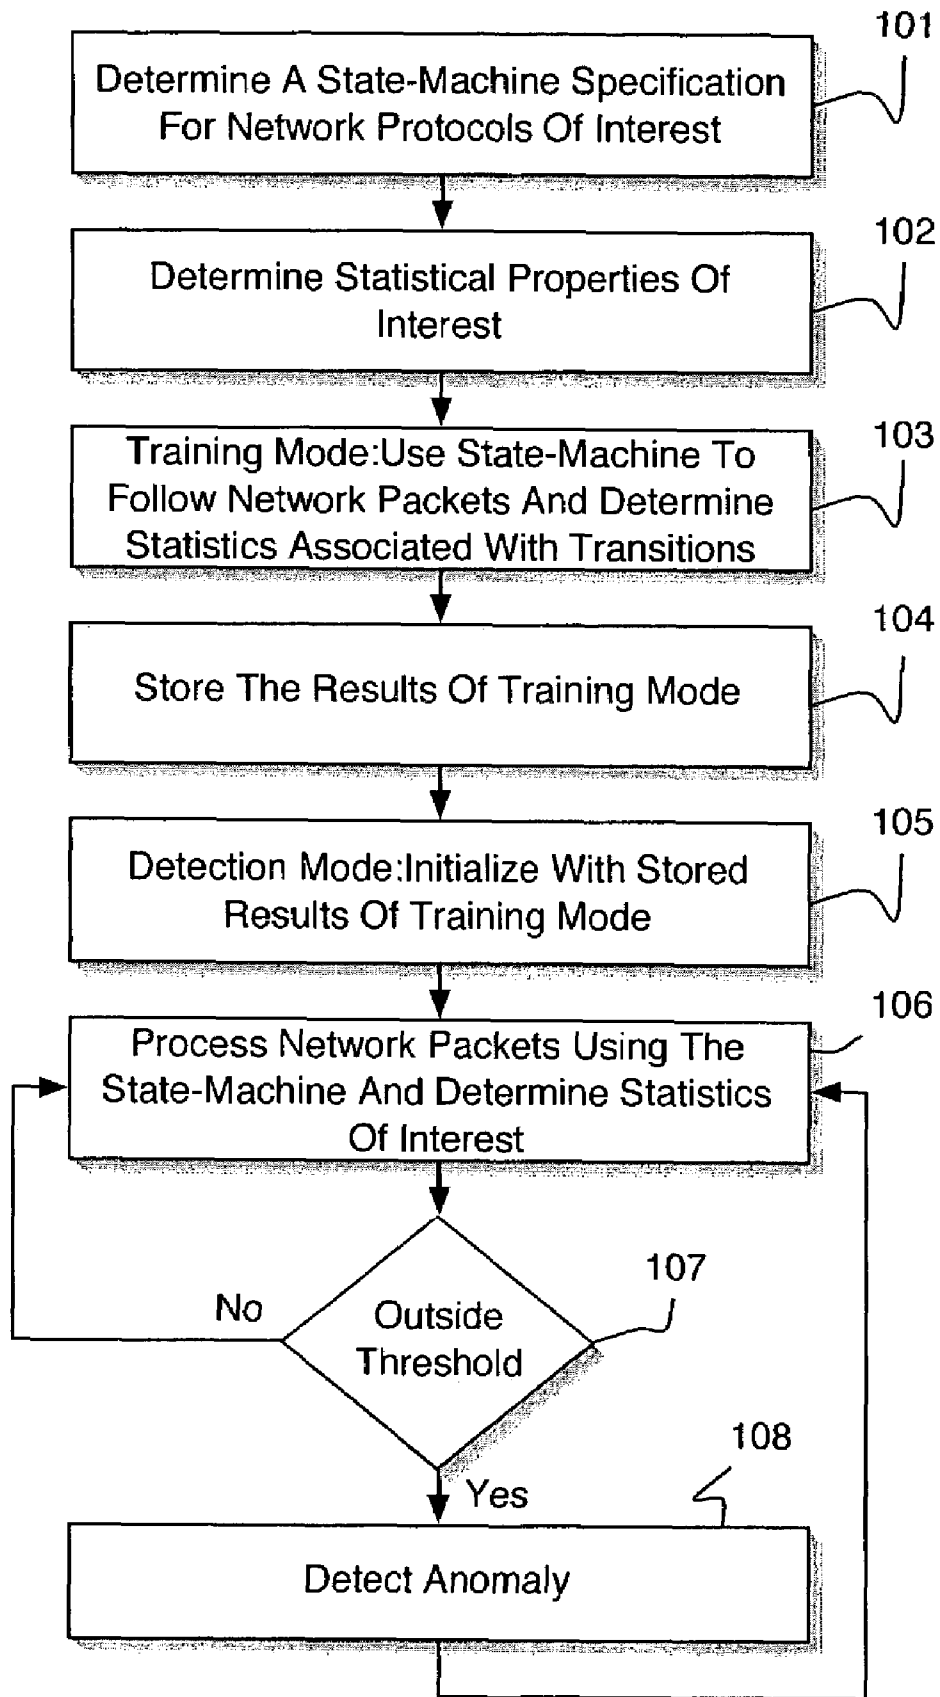 101
Determine A State-Machine Specification
For Network Protocols Of Interest
102
Determine Statistical Properties Of
Interest
103
Training Mode:Use State-Machine To
Follow Network Packets And Determine
Statistics Associated With Transitions
104
Store The Results Of Training Mode
105
Detection Mode:Initialize With Stored
Results Of Training Mode
106
Process Network Packets Using The
State-Machine And Determine Statistics
Of Interest
107
No
Outside
Threshold
108
Yes
Detect Anomaly